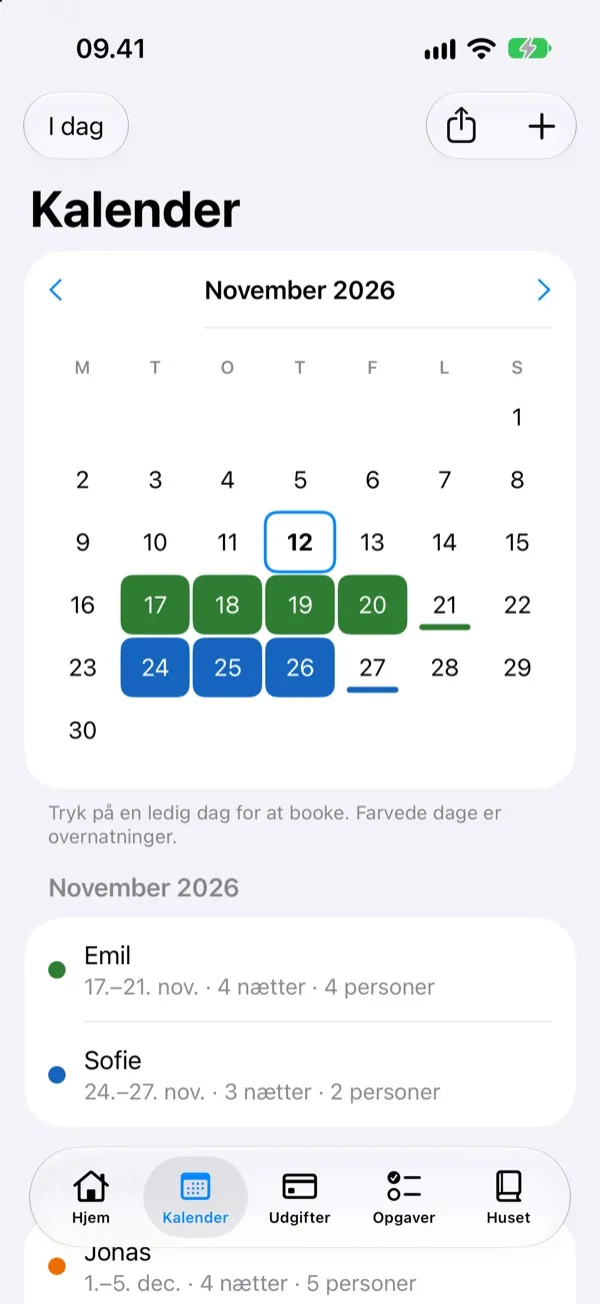 09.41
I dag
Kalender
November 2026
M T O T F L S
1
2 3 4 5 6 7 8
9 10 11 12 13 14 15
16 17 18 19 20 21 22
23 24 25 26 27 28 29
30
Tryk på en ledig dag for at booke. Farvede dage er
overnatninger.
November 2026
Emil
17.–21. nov. · 4 nætter · 4 personer
Sofie
24.–27. nov. · 3 nætter · 2 personer
Hjem Kalender Udgifter Opgaver Huset
Jonas
1.–5. dec. · 4 nætter · 5 personer